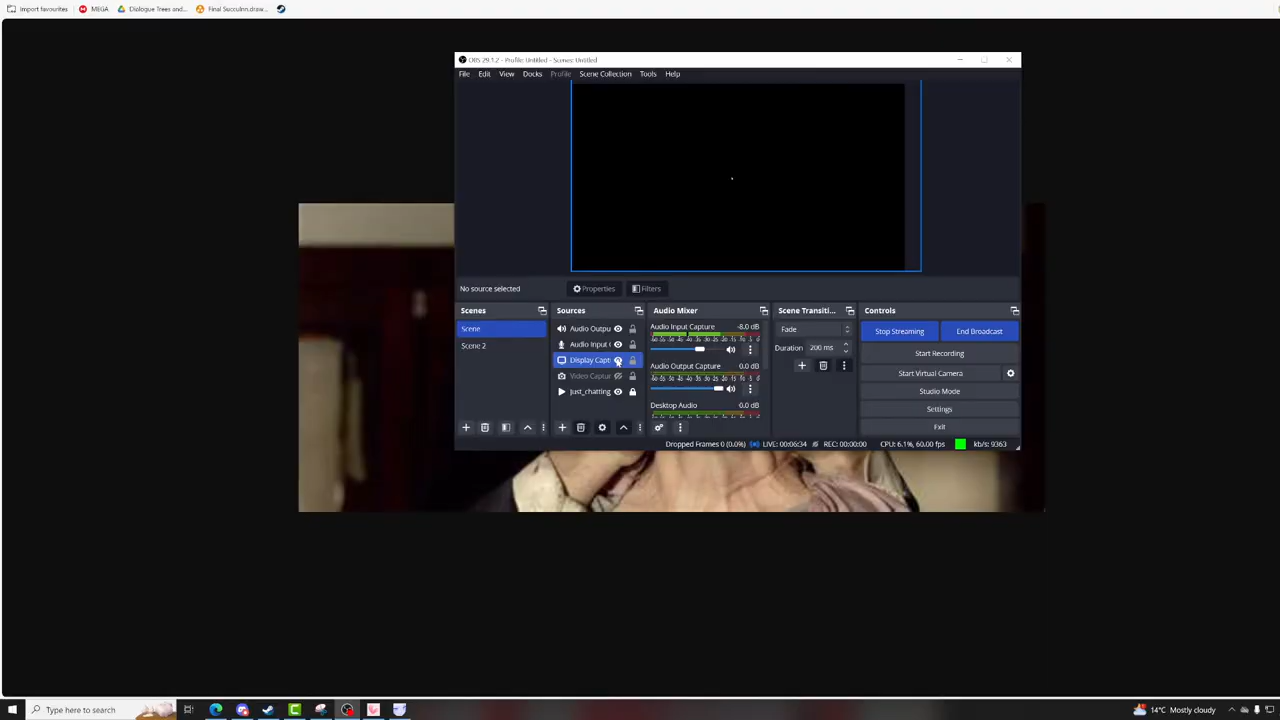 Import favourites MEGA Dialogue Trees and... Final Succulnn.draw...
OBS 29.1.2 - Profile: Untitled - Scenes: Untitled
File Edit View Docks Profile Scene Collection Tools Help
No source selected Properties Filters
Scenes Sources Audio Mixer Scene Transiti... Controls
Scene
Scene 2
Audio Outpu
Audio Input (
Display Capt
Video Captur
just_chatting
Audio Input Capture -8.0 dB
Audio Output Capture 0.0 dB
Desktop Audio 0.0 dB
Fade
Duration 200 ms
Stop Streaming End Broadcast
Start Recording
Start Virtual Camera
Studio Mode
Settings
Exit
Dropped Frames 0 (0.0%) LIVE: 00:06:34 REC: 00:00:00 CPU: 6.1%, 60.00 fps kb/s: 9363
Type here to search 14°C Mostly cloudy